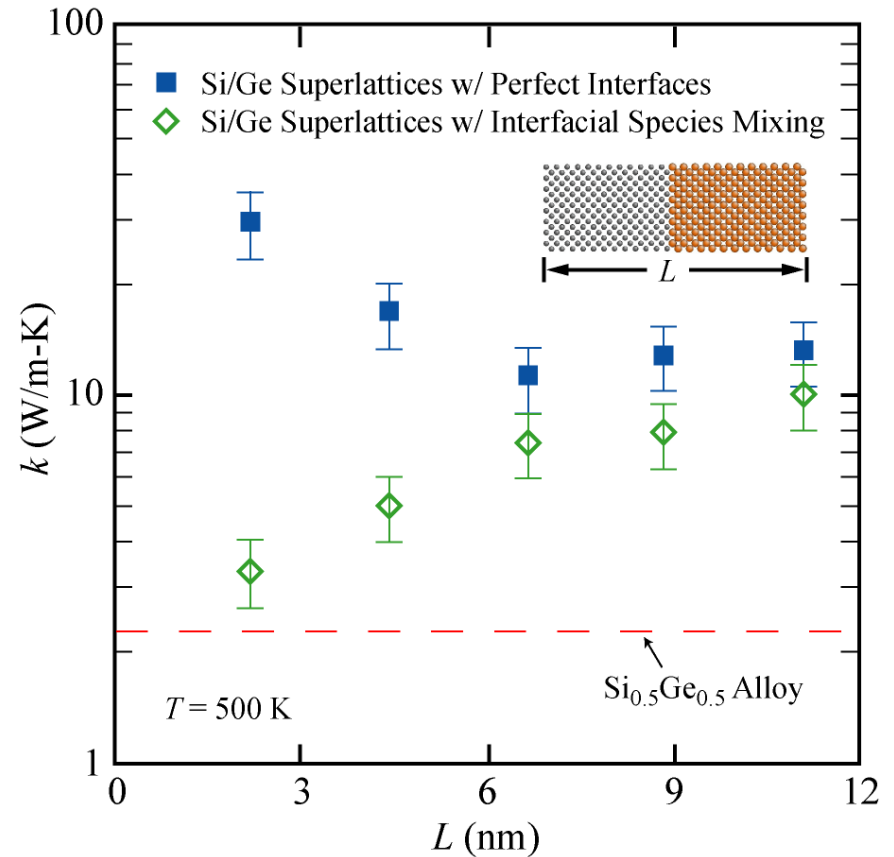 100
Si/Ge Superlattices w/ Perfect Interfaces
Si/Ge Superlattices w/ Interfacial Species Mixing
L
k (W/m-K)
10
Si0.5Ge0.5 Alloy
T = 500 K
1
0 3 6 9 12
L (nm)